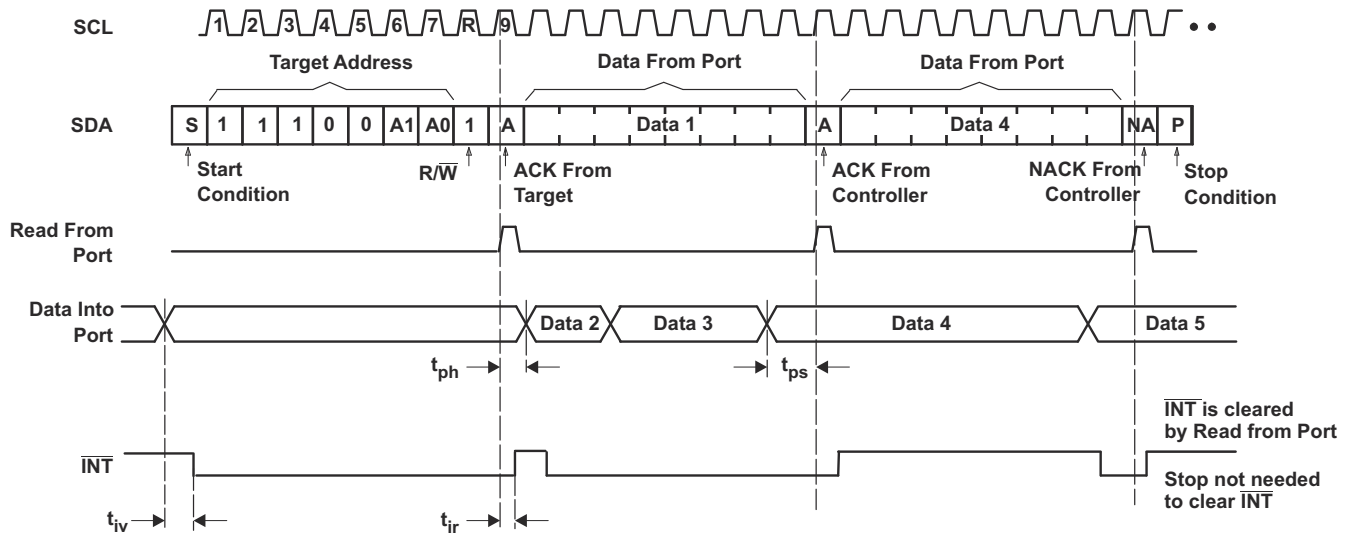 SCL 1 2 3 4 5 6 7 R 9
Target Address Data From Port Data From Port
SDA S 1 1 1 0 0 A1 A0 1 A Data 1 A Data 4 NA P
Start
Condition
R/W̅
ACK From
Target
ACK From
Controller
NACK From
Controller
Stop
Condition
Read From
Port
Data Into
Port
Data 2 Data 3 Data 4 Data 5
tph tps
I̅N̅T̅ is cleared
by Read from Port
I̅N̅T̅
Stop not needed
to clear I̅N̅T̅
tiv tir